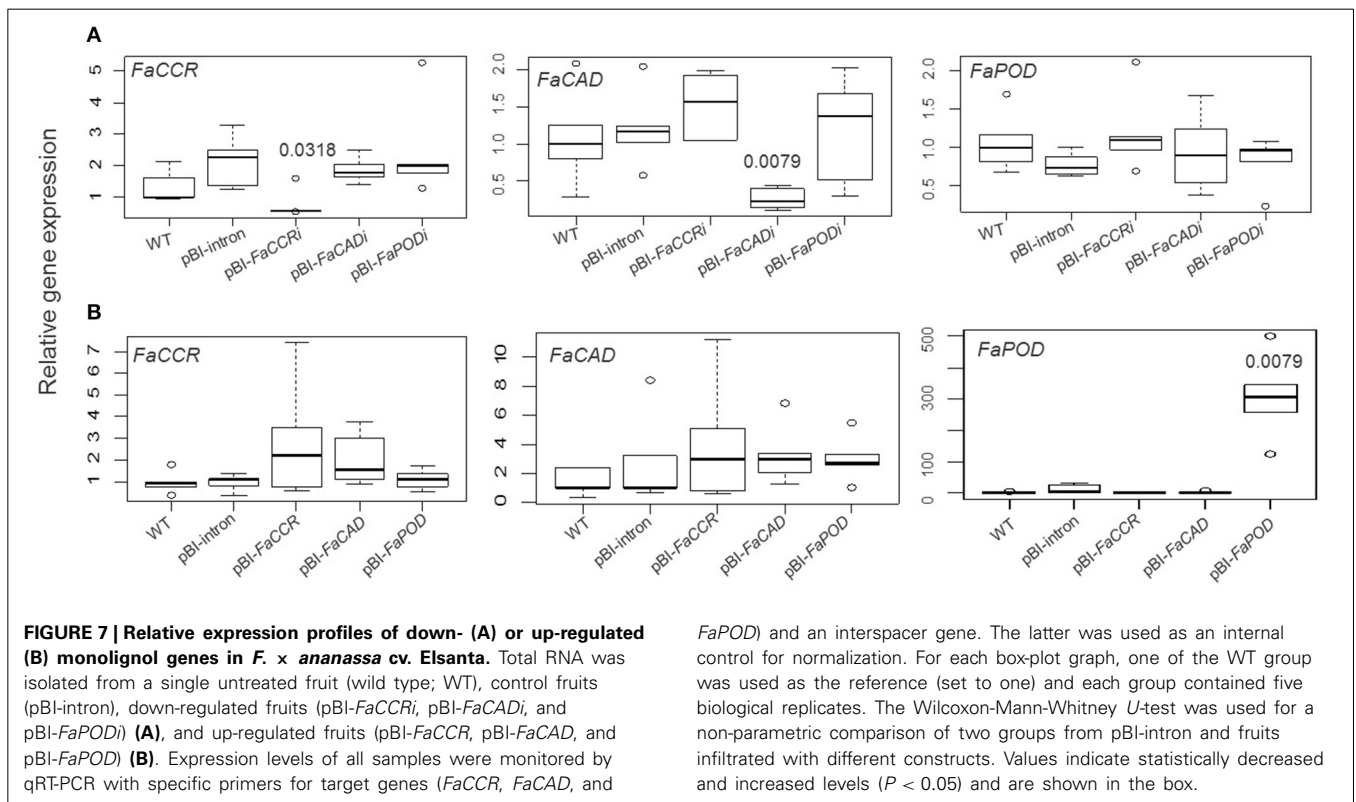 A
Relative gene expression
FaCCR
5
4
3
2
1
0.0318
WT
pBI-intron
pBI-FaCCRi
pBI-FaCADi
pBI-FaPODi
FaCAD
2.0
1.5
1.0
0.5
0.0079
WT
pBI-intron
pBI-FaCCRi
pBI-FaCADi
pBI-FaPODi
FaPOD
2.0
1.5
1.0
0.5
WT
pBI-intron
pBI-FaCCRi
pBI-FaCADi
pBI-FaPODi
B
FaCCR
7
6
5
4
3
2
1
WT
pBI-intron
pBI-FaCCR
pBI-FaCAD
pBI-FaPOD
FaCAD
10
8
6
4
2
0
WT
pBI-intron
pBI-FaCCR
pBI-FaCAD
pBI-FaPOD
FaPOD
500
300
100
0
0.0079
WT
pBI-intron
pBI-FaCCR
pBI-FaCAD
pBI-FaPOD
FIGURE 7 | Relative expression profiles of down- (A) or up-regulated
(B) monolignol genes in F. x ananassa cv. Elsanta. Total RNA was
isolated from a single untreated fruit (wild type; WT), control fruits
(pBI-intron), down-regulated fruits (pBI-FaCCRi, pBI-FaCADi, and
pBI-FaPODi) (A), and up-regulated fruits (pBI-FaCCR, pBI-FaCAD, and
pBI-FaPOD) (B). Expression levels of all samples were monitored by
qRT-PCR with specific primers for target genes (FaCCR, FaCAD, and
FaPOD) and an interspacer gene. The latter was used as an internal
control for normalization. For each box-plot graph, one of the WT group
was used as the reference (set to one) and each group contained five
biological replicates. The Wilcoxon-Mann-Whitney U-test was used for a
non-parametric comparison of two groups from pBI-intron and fruits
infiltrated with different constructs. Values indicate statistically decreased
and increased levels (P < 0.05) and are shown in the box.